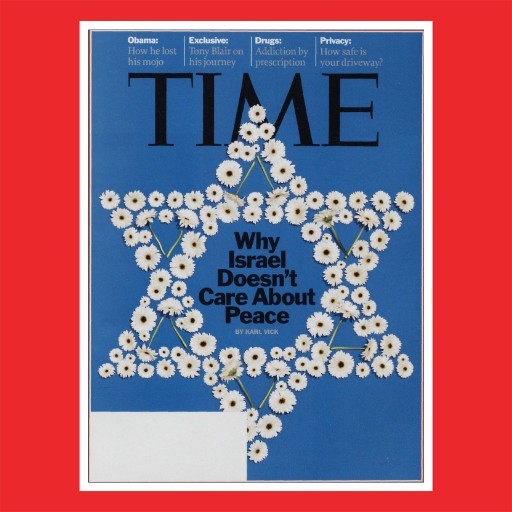 Obama:
How he lost
his mojo
Exclusive:
Tony Blair on
his journey
Drugs:
Addiction by
prescription
Privacy:
How safe is
your driveway?
TIME
Why
Israel
Doesn't
Care About
Peace
BY KARL VICK